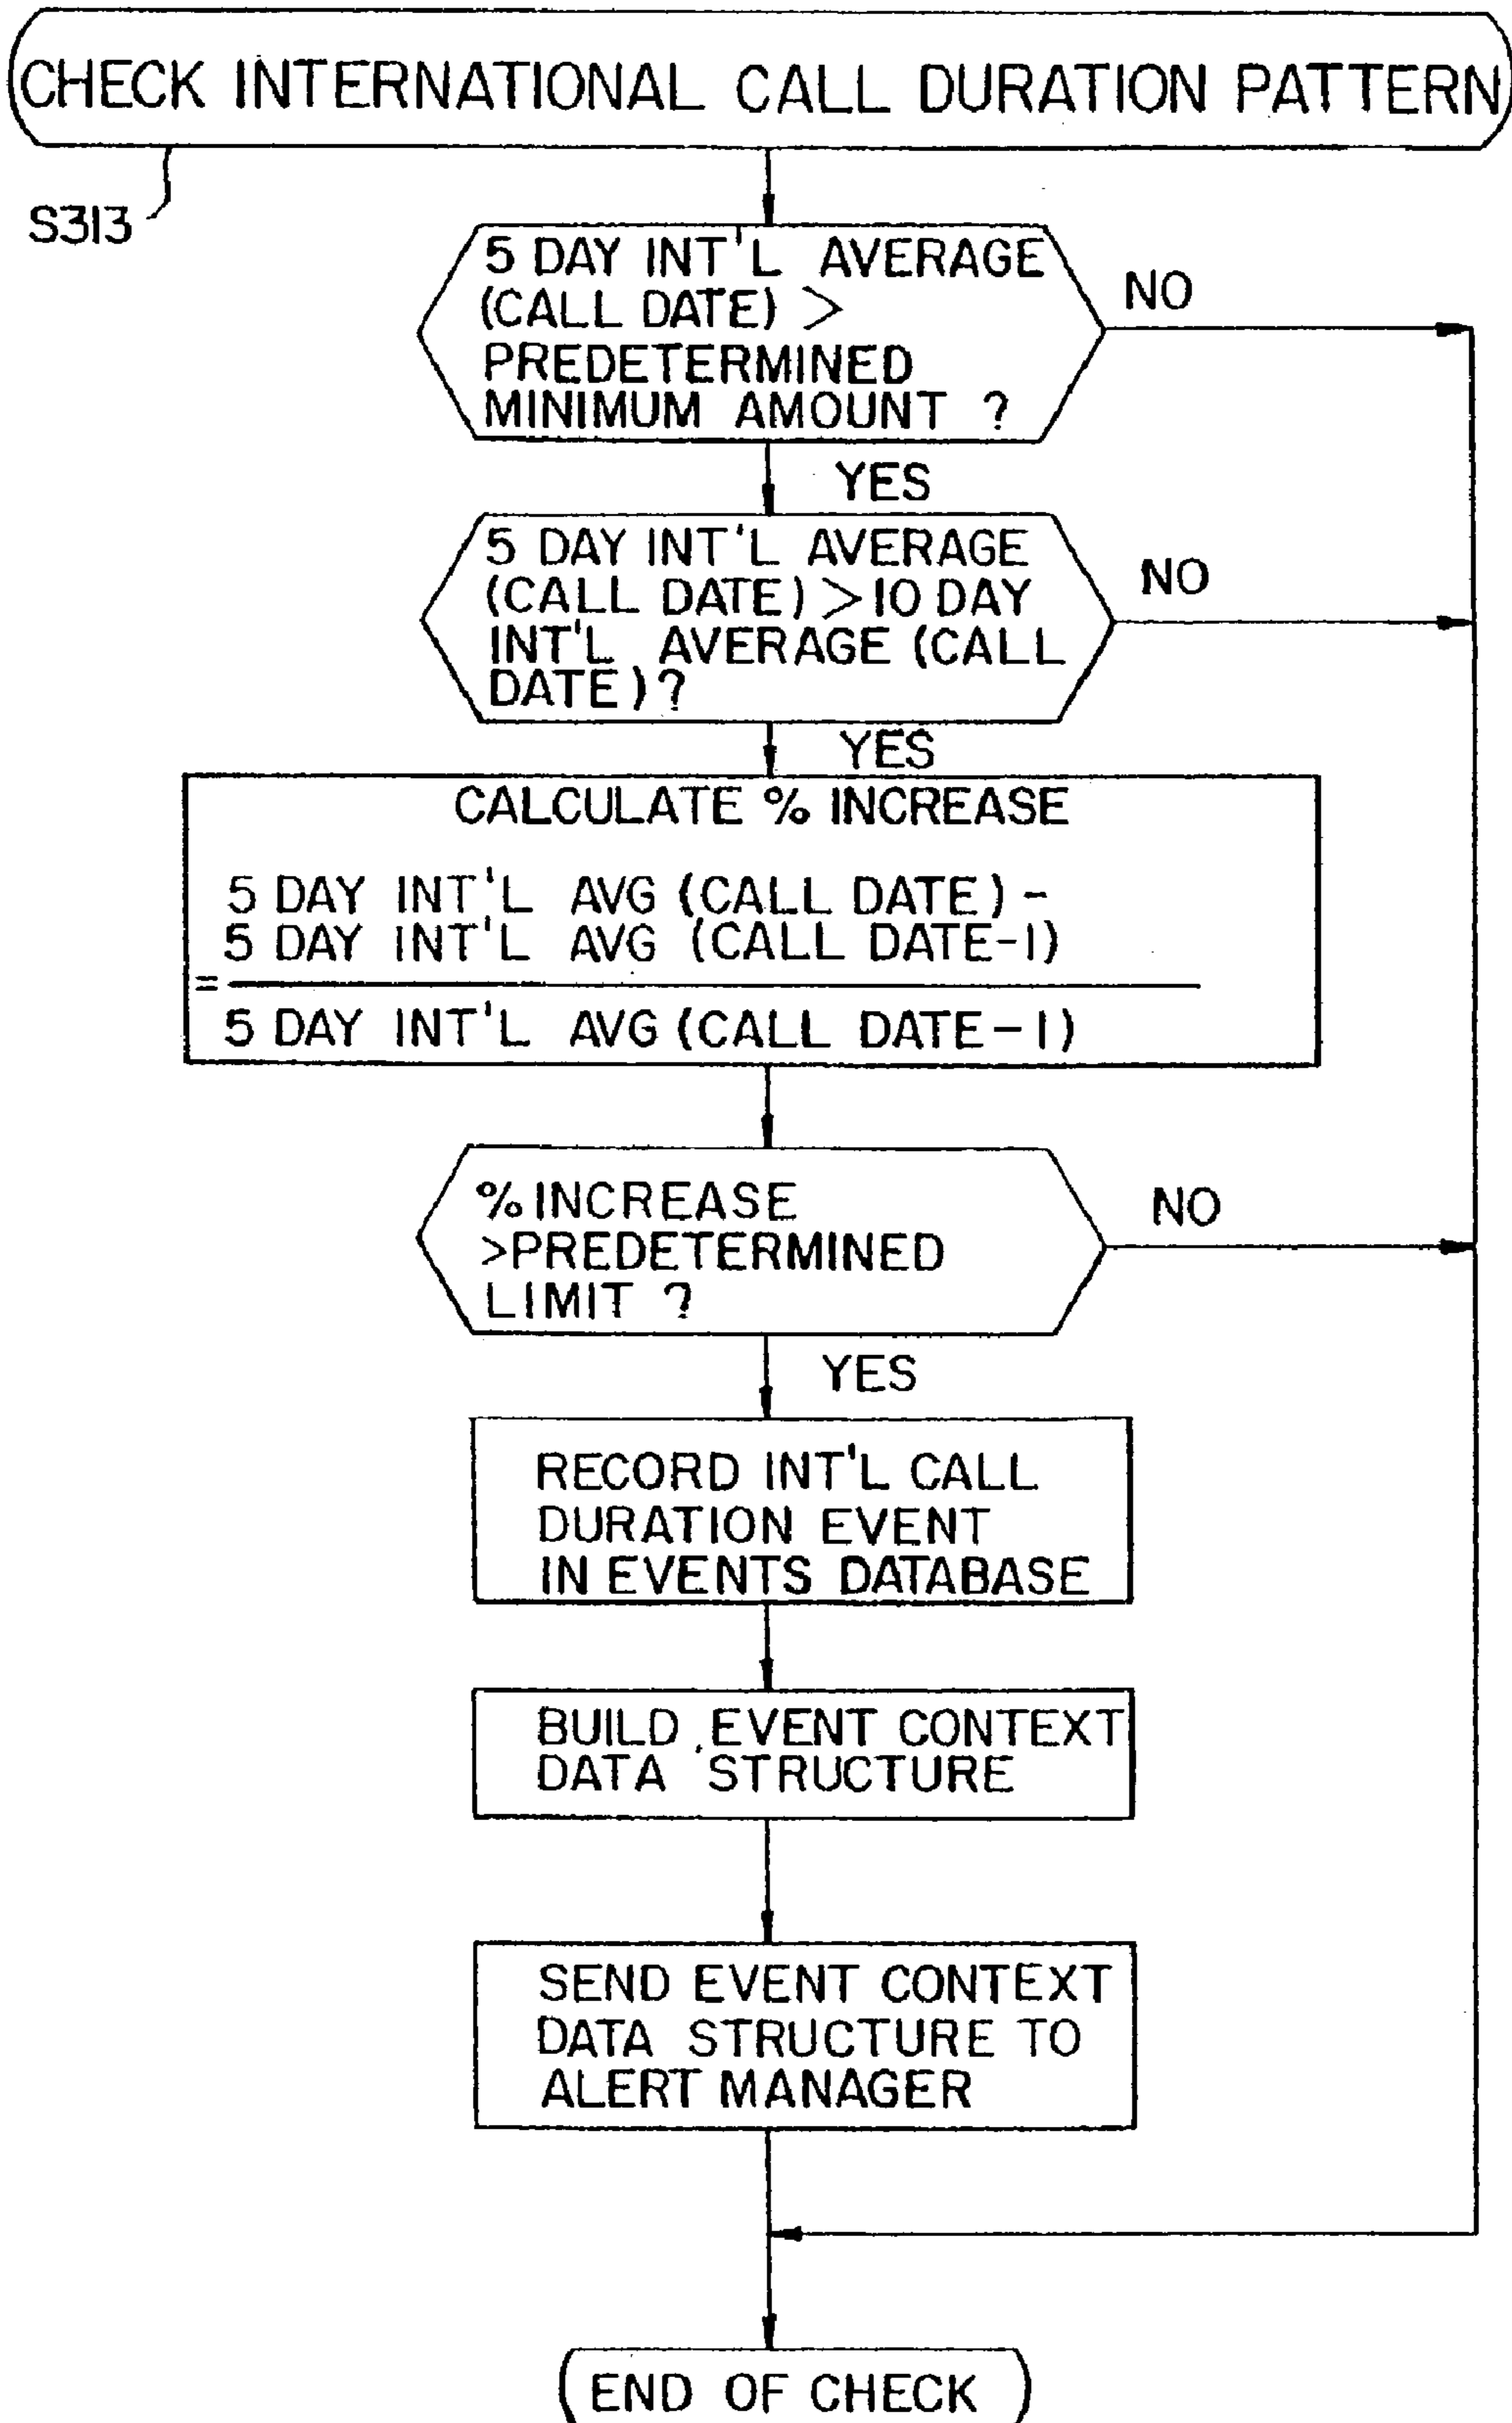 CHECK INTERNATIONAL CALL DURATION PATTERN
S313
5 DAY INT'L AVERAGE
(CALL DATE) >
PREDETERMINED
MINIMUM AMOUNT ?
NO
YES
5 DAY INT'L AVERAGE
(CALL DATE) >10 DAY
INT'L AVERAGE (CALL
DATE)?
NO
YES
CALCULATE % INCREASE
5 DAY INT'L AVG (CALL DATE) -
5 DAY INT'L AVG (CALL DATE-1)
=
5 DAY INT'L AVG (CALL DATE-1)
% INCREASE
>PREDETERMINED
LIMIT ?
NO
YES
RECORD INT'L CALL
DURATION EVENT
IN EVENTS DATABASE
BUILD EVENT CONTEXT
DATA STRUCTURE
SEND EVENT CONTEXT
DATA STRUCTURE TO
ALERT MANAGER
END OF CHECK